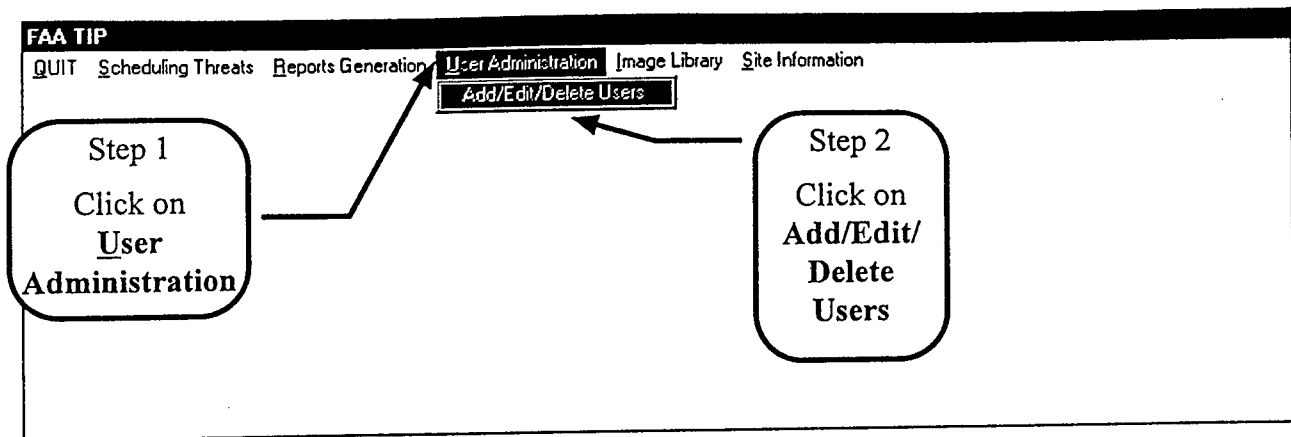 FAA TIP
QUIT Scheduling Threats Reports Generation User Administration Image Library Site Information
Add/Edit/Delete Users
Step 1
Click on
User
Administration
Step 2
Click on
Add/Edit/
Delete
Users